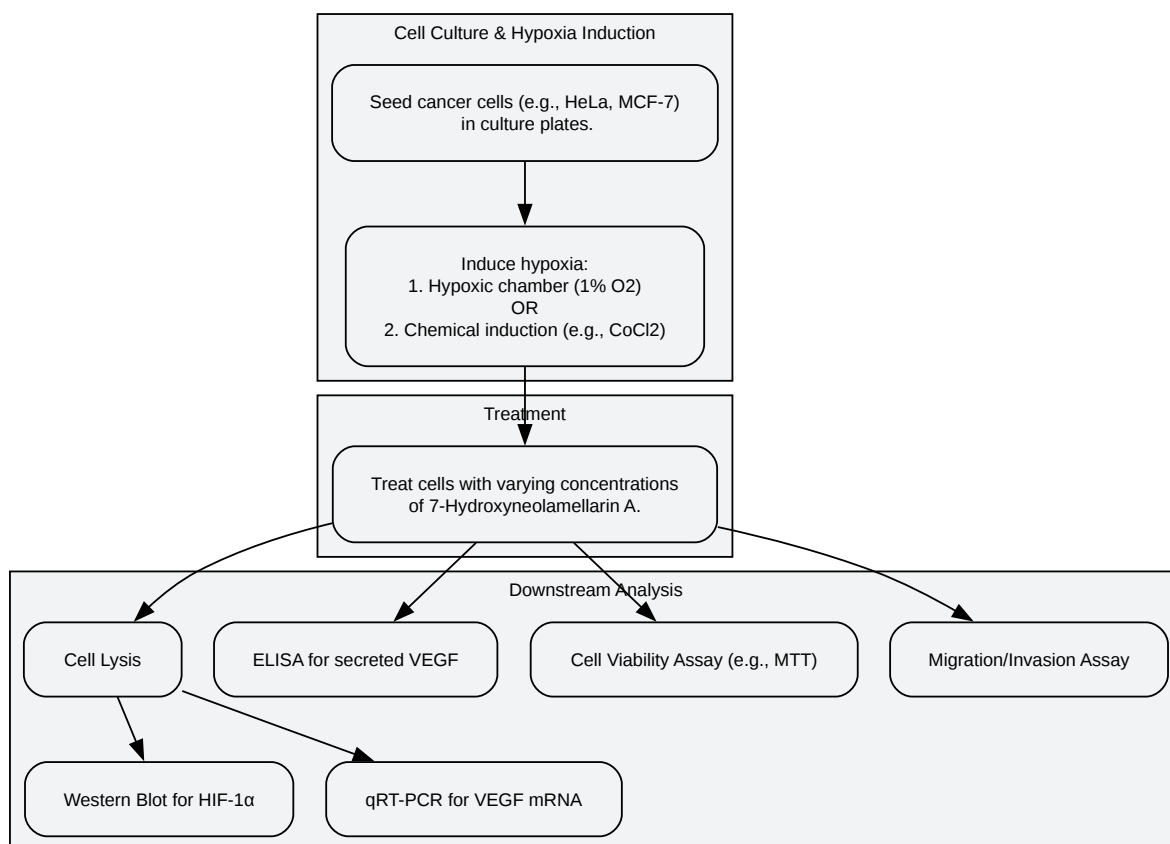 Cell Culture & Hypoxia Induction
Seed cancer cells (e.g., HeLa, MCF-7)
in culture plates.
Induce hypoxia:
1. Hypoxic chamber (1% O2)
OR
2. Chemical induction (e.g., CoCl2)
Treatment
Treat cells with varying concentrations
of 7-Hydroxyneolamellarin A.
Downstream Analysis
Cell Lysis
ELISA for secreted VEGF
Cell Viability Assay (e.g., MTT)
Migration/Invasion Assay
Western Blot for HIF-1α
qRT-PCR for VEGF mRNA